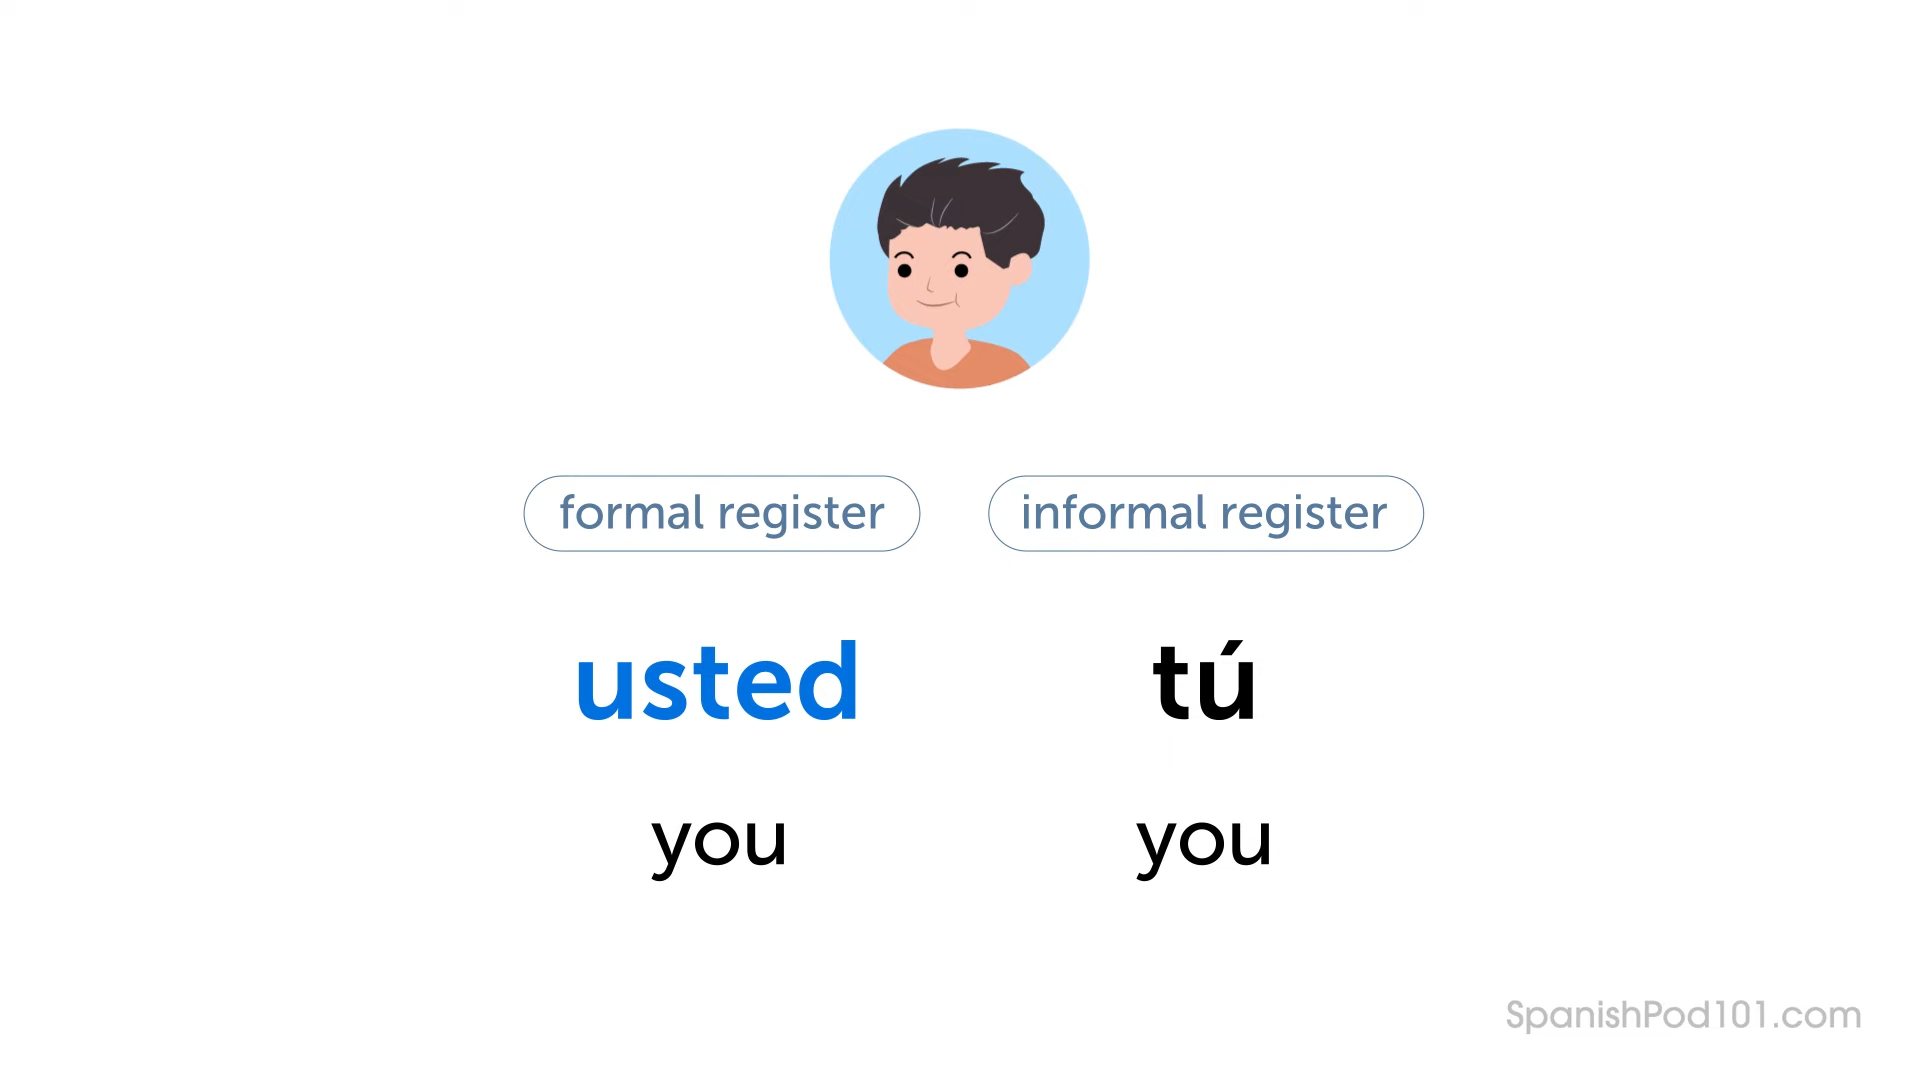 formal register informal register
usted tú
you you
SpanishPod101.com